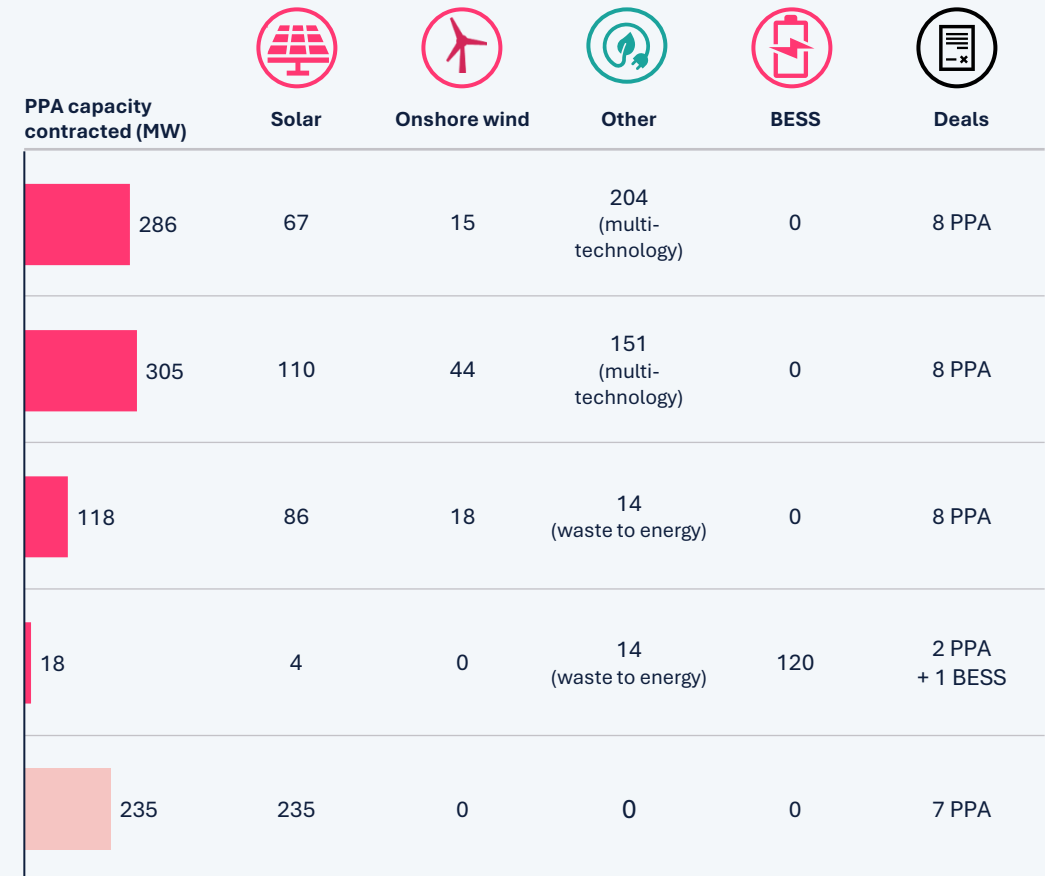 PPA capacity
contracted (MW)
Solar
Onshore wind
Other
BESS
Deals
286
67
15
204
(multi-
technology)
0
8 PPA
305
110
44
151
(multi-
technology)
0
8 PPA
118
86
18
14
(waste to energy)
0
8 PPA
18
4
0
14
(waste to energy)
120
2 PPA
+ 1 BESS
235
235
0
0
0
7 PPA